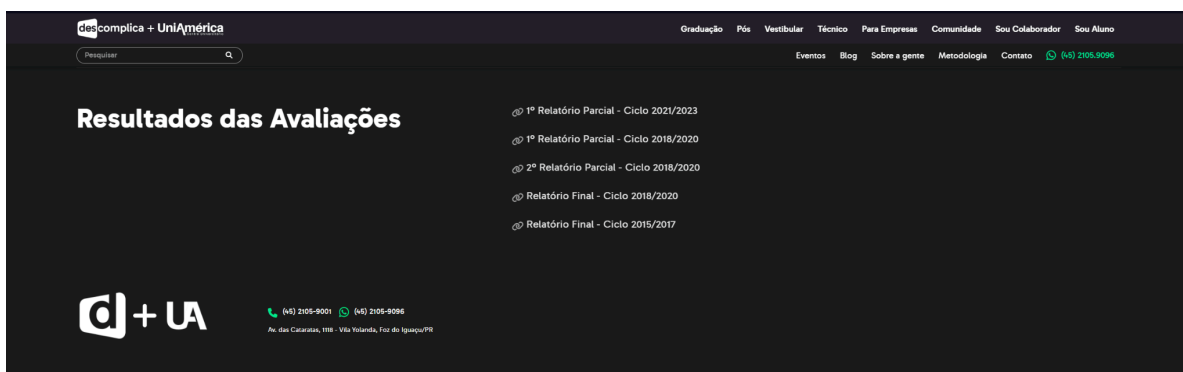 descomplica + UniAmérica
Graduação Pós Vestibular Técnico Para Empresas Comunidade Sou Colaborador Sou Aluno
Pesquisar
Eventos Blog Sobre a gente Metodologia Contato (45) 2105.9096
Resultados das Avaliações
1º Relatório Parcial - Ciclo 2021/2023
1º Relatório Parcial - Ciclo 2018/2020
2º Relatório Parcial - Ciclo 2018/2020
Relatório Final - Ciclo 2018/2020
Relatório Final - Ciclo 2015/2017
d + UA
(45) 2105-9001 (45) 2105-9096
Av. das Cataratas, 1118 - Vila Yolanda, Foz do Iguaçu/PR